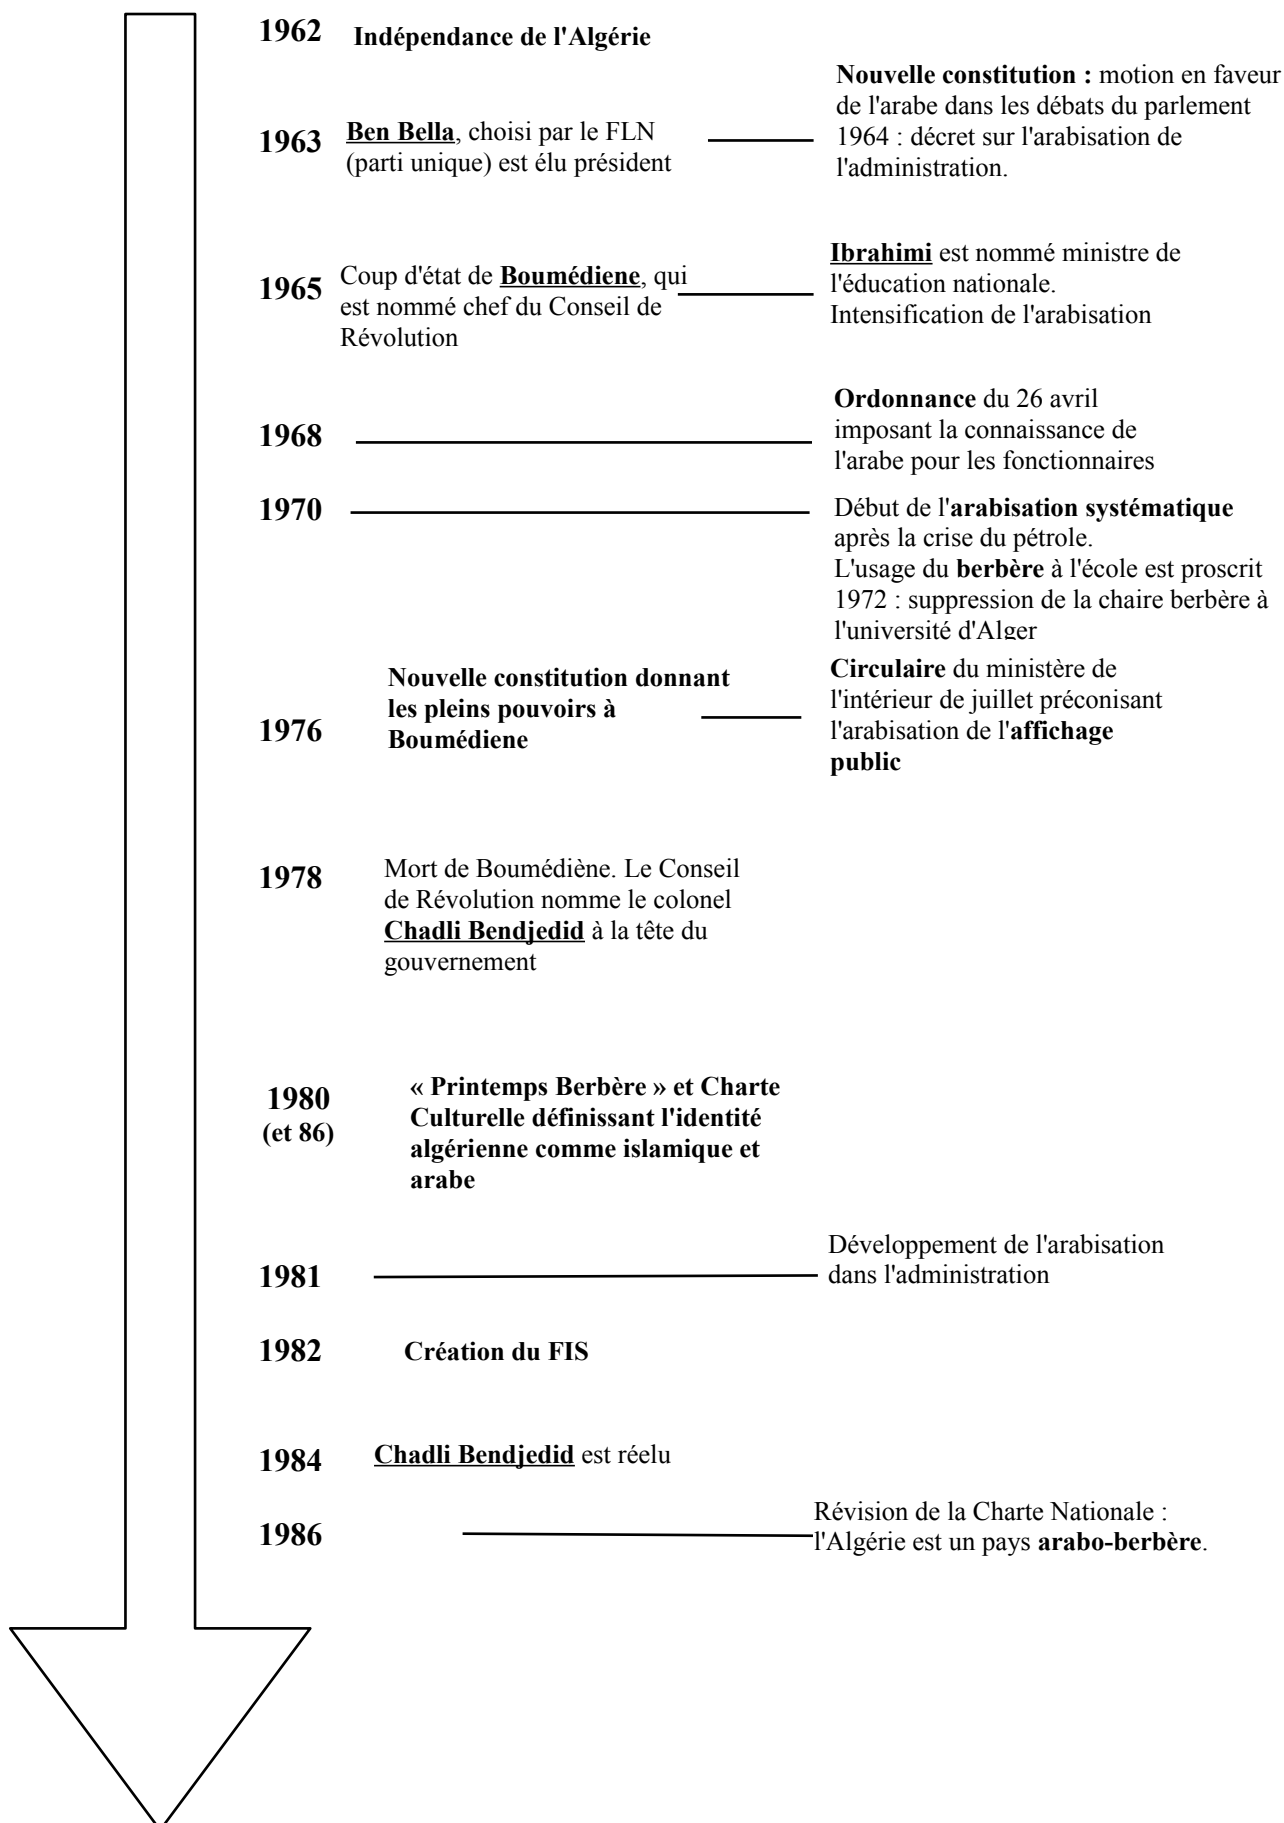 1962
Indépendance de l'Algérie
1963
Ben Bella, choisi par le FLN
(parti unique) est élu président
Nouvelle constitution : motion en faveur
de l'arabe dans les débats du parlement
1964 : décret sur l'arabisation de
l'administration.
1965
Coup d'état de Boumédiene, qui
est nommé chef du Conseil de
Révolution
Ibrahimi est nommé ministre de
l'éducation nationale.
Intensification de l'arabisation
1968
Ordonnance du 26 avril
imposant la connaissance de
l'arabe pour les fonctionnaires
1970
Début de l'arabisation systématique
après la crise du pétrole.
L'usage du berbère à l'école est proscrit
1972 : suppression de la chaire berbère à
l'université d'Alger
1976
Nouvelle constitution donnant
les pleins pouvoirs à
Boumédiene
Circulaire du ministère de
l'intérieur de juillet préconisant
l'arabisation de l'affichage
public
1978
Mort de Boumédiène. Le Conseil
de Révolution nomme le colonel
Chadli Bendjedid à la tête du
gouvernement
1980
(et 86)
« Printemps Berbère » et Charte
Culturelle définissant l'identité
algérienne comme islamique et
arabe
1981
Développement de l'arabisation
dans l'administration
1982
Création du FIS
1984
Chadli Bendjedid est réelu
1986
Révision de la Charte Nationale :
l'Algérie est un pays arabo-berbère.